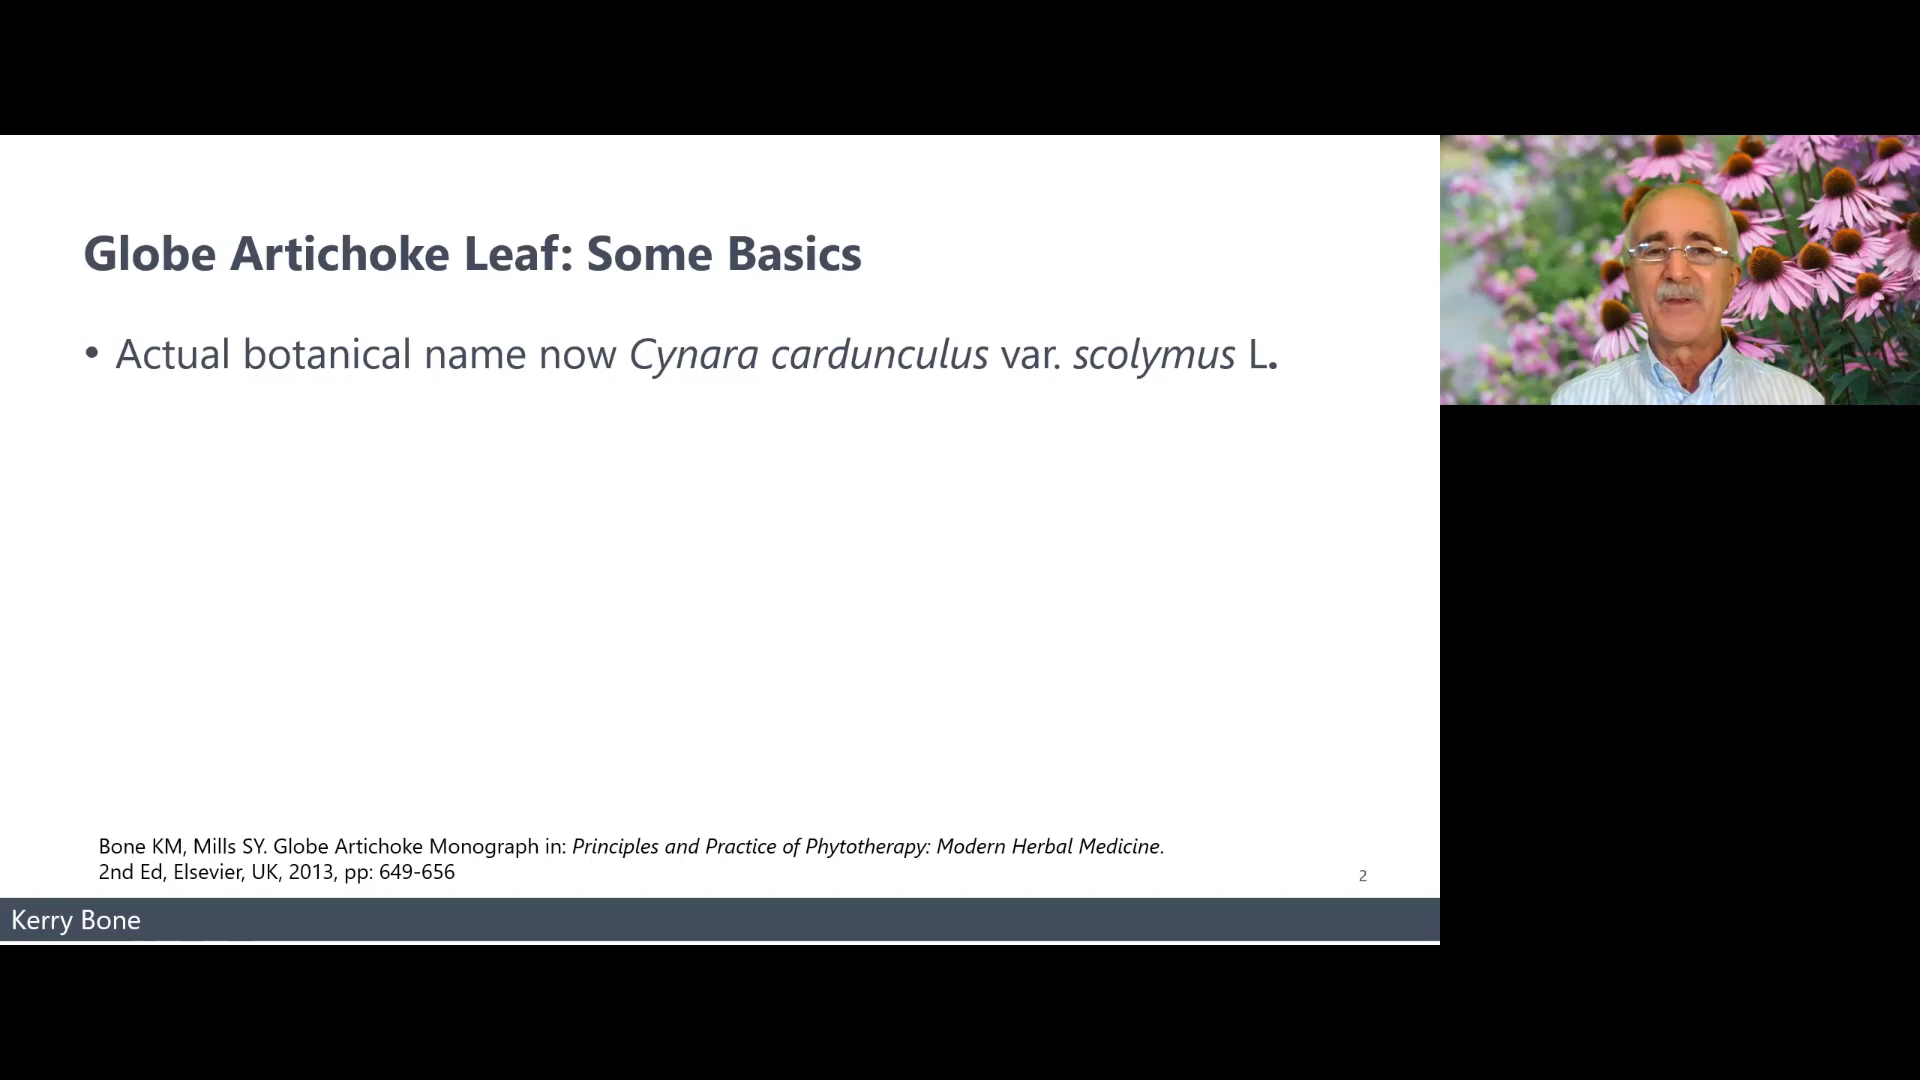 Globe Artichoke Leaf: Some Basics
• Actual botanical name now Cynara cardunculus var. scolymus L.
Bone KM, Mills SY. Globe Artichoke Monograph in: Principles and Practice of Phytotherapy: Modern Herbal Medicine.
2nd Ed, Elsevier, UK, 2013, pp: 649-656
2
Kerry Bone